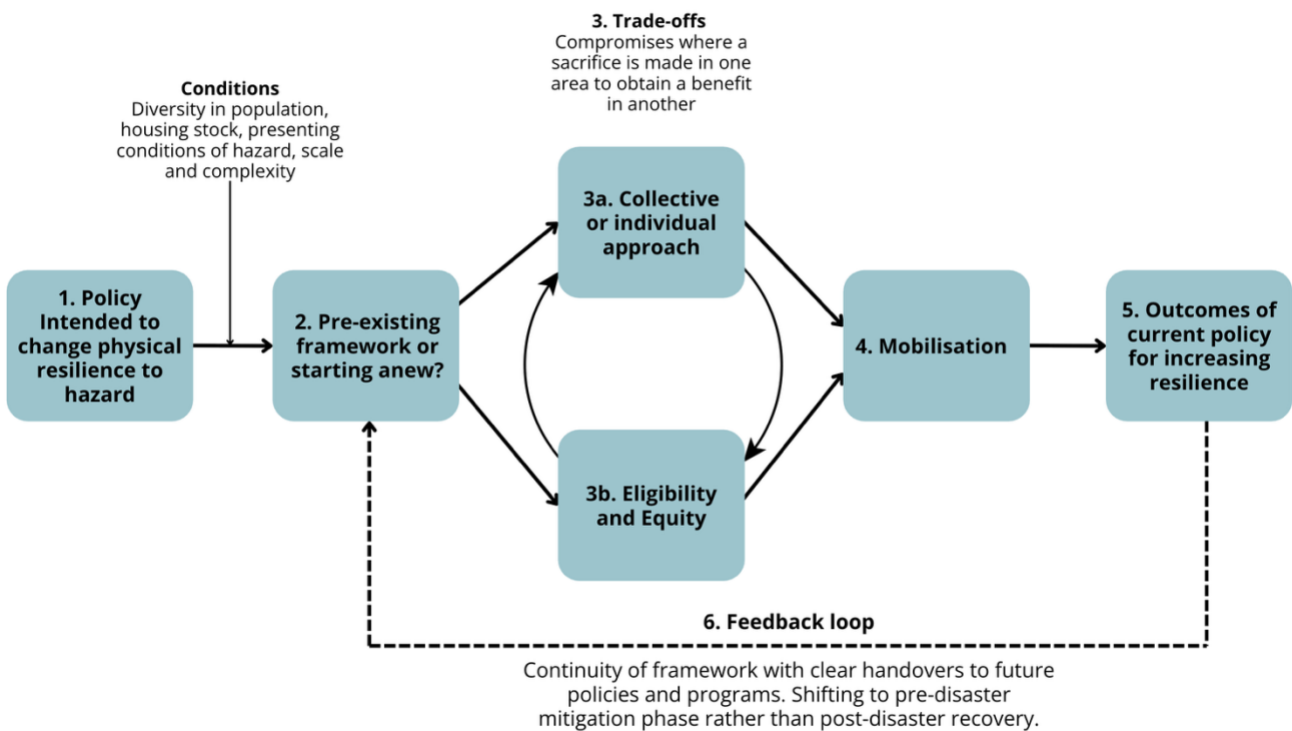 3. Trade-offs
Compromises where a
sacrifice is made in one
area to obtain a benefit
in another
Conditions
Diversity in population,
housing stock, presenting
conditions of hazard, scale
and complexity
1. Policy
Intended to
change physical
resilience to
hazard
2. Pre-existing
framework or
starting anew?
3a. Collective
or individual
approach
3b. Eligibility
and Equity
4. Mobilisation
5. Outcomes of
current policy
for increasing
resilience
6. Feedback loop
Continuity of framework with clear handovers to future
policies and programs. Shifting to pre-disaster
mitigation phase rather than post-disaster recovery.